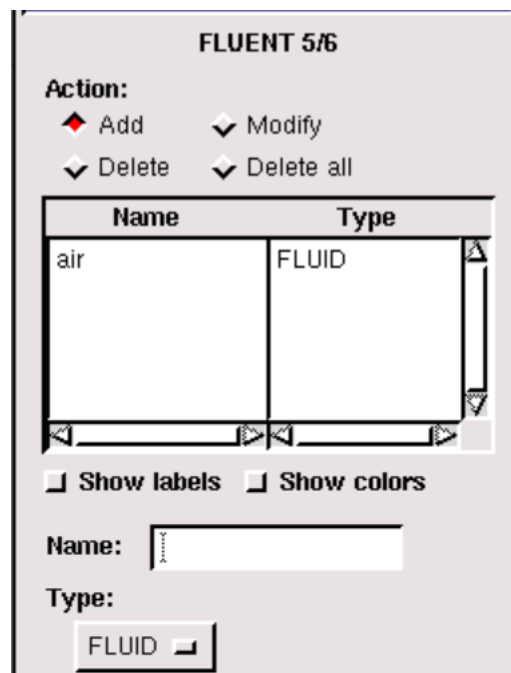 FLUENT 5/6
Action:
Add Modify
Delete Delete all
Name Type
air FLUID
Show labels Show colors
Name:
Type:
FLUID